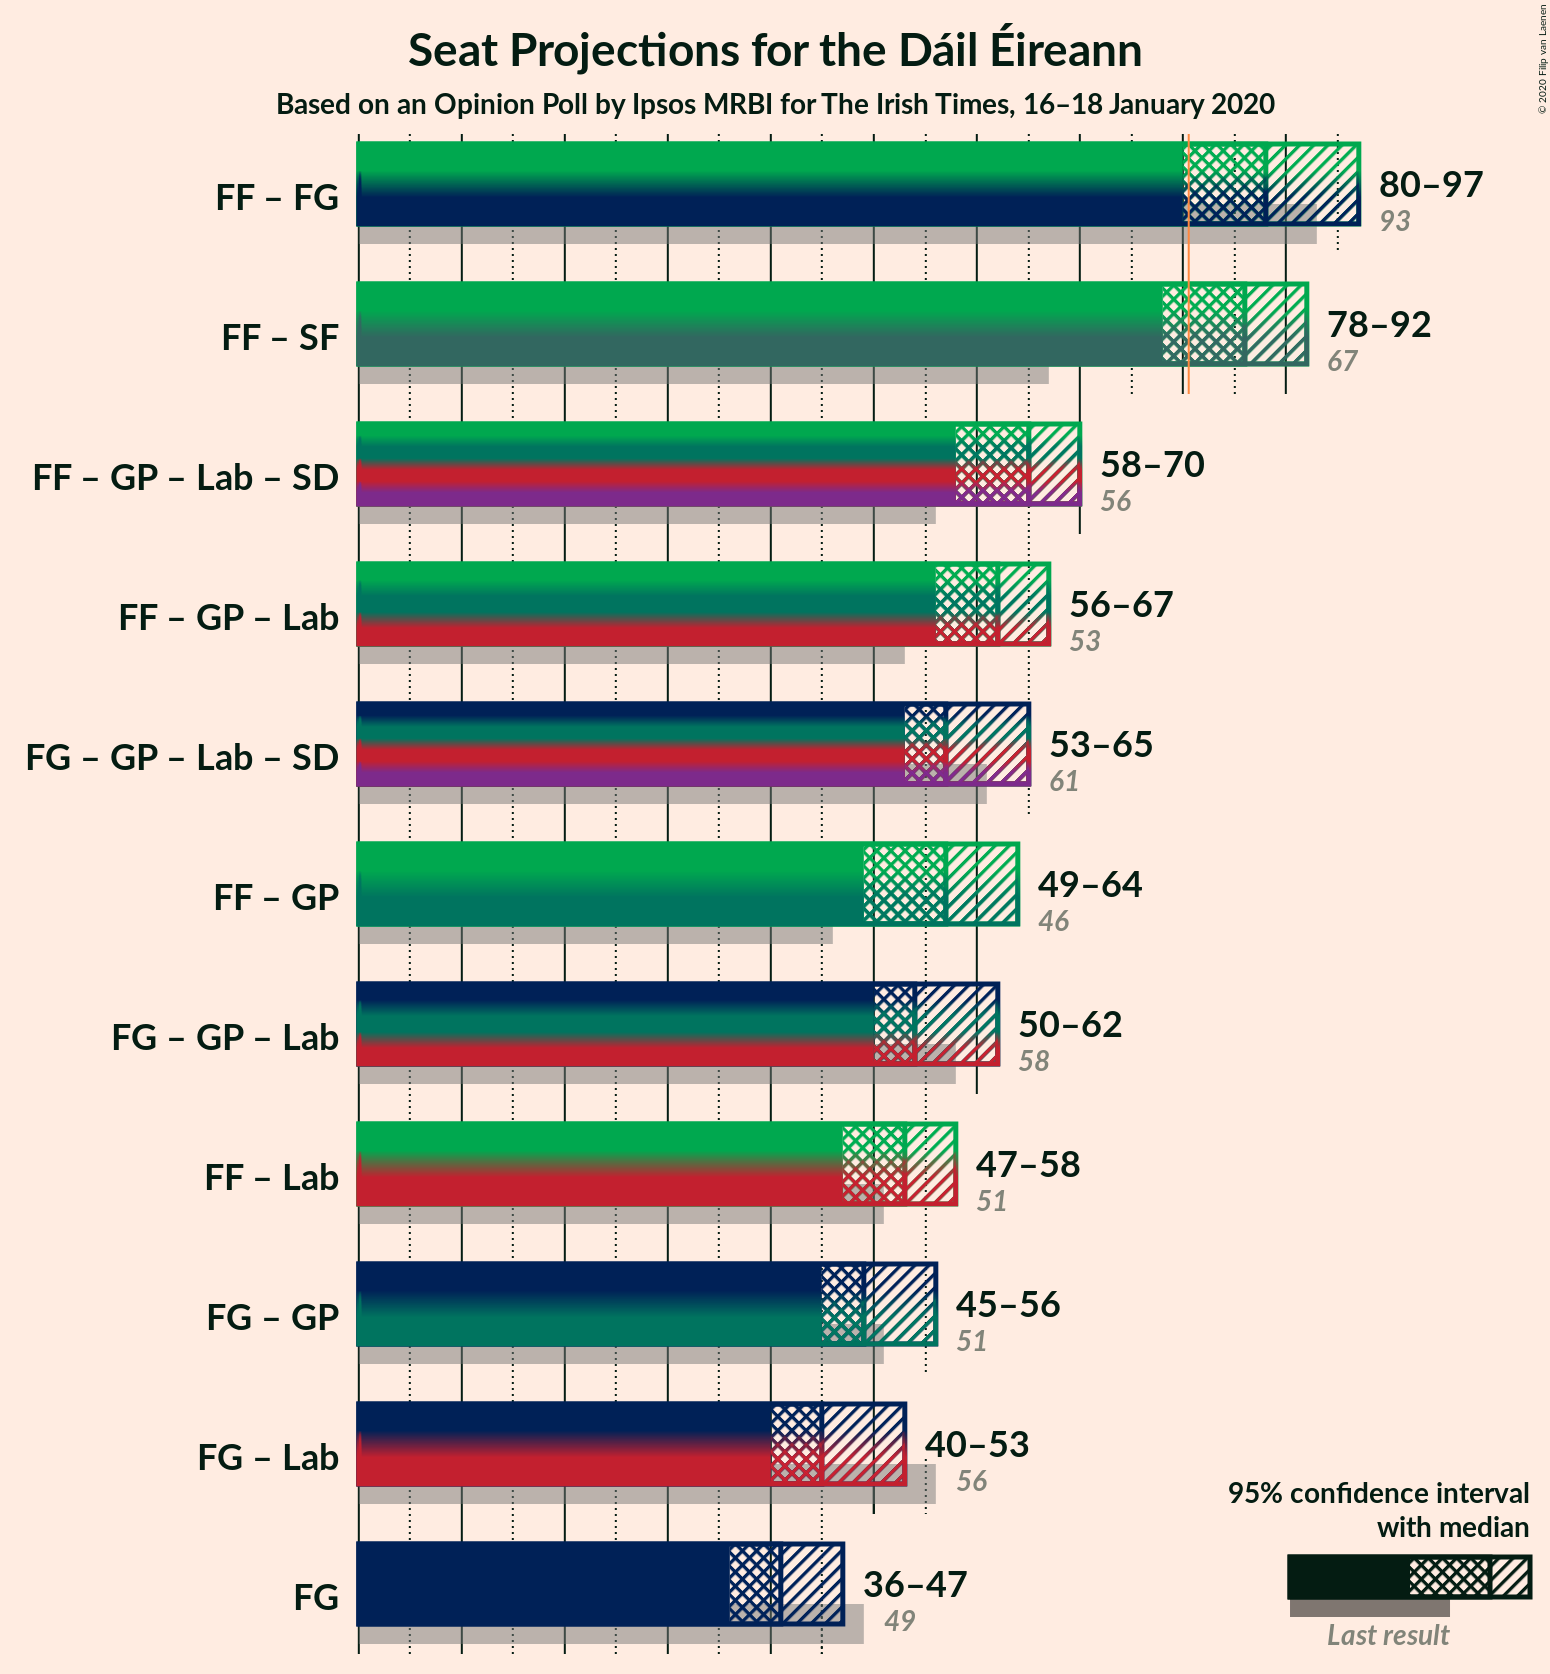 Seat Projections for the Dáil Éireann
Based on an Opinion Poll by Ipsos MRBI for The Irish Times, 16–18 January 2020
© 2020 Filip van Laenen
FF – FG
80–97
93
FF – SF
78–92
67
FF – GP – Lab – SD
58–70
56
FF – GP – Lab
56–67
53
FG – GP – Lab – SD
53–65
61
FF – GP
49–64
46
FG – GP – Lab
50–62
58
FF – Lab
47–58
51
FG – GP
45–56
51
FG – Lab
40–53
56
FG
36–47
49
95% confidence interval
with median
Last result